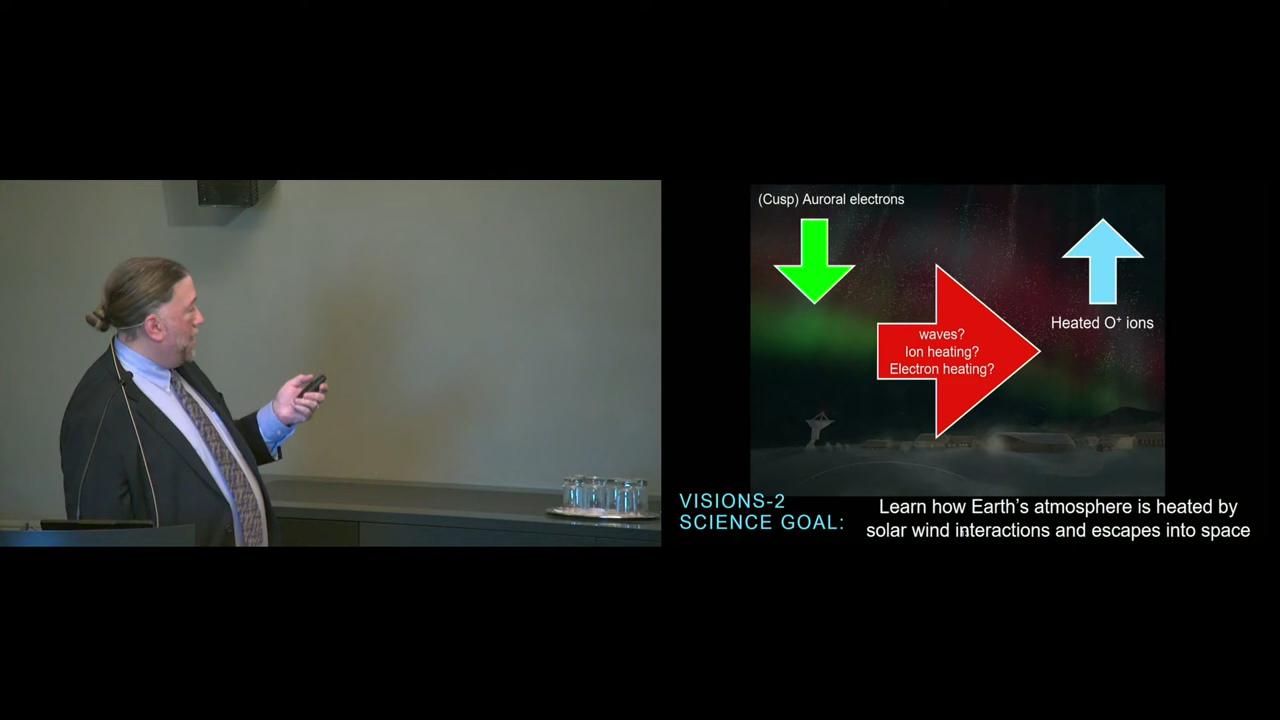 (Cusp) Auroral electrons
waves?
Ion heating?
Electron heating?
Heated O⁺ ions
VISIONS-2
SCIENCE GOAL:
Learn how Earth's atmosphere is heated by
solar wind interactions and escapes into space